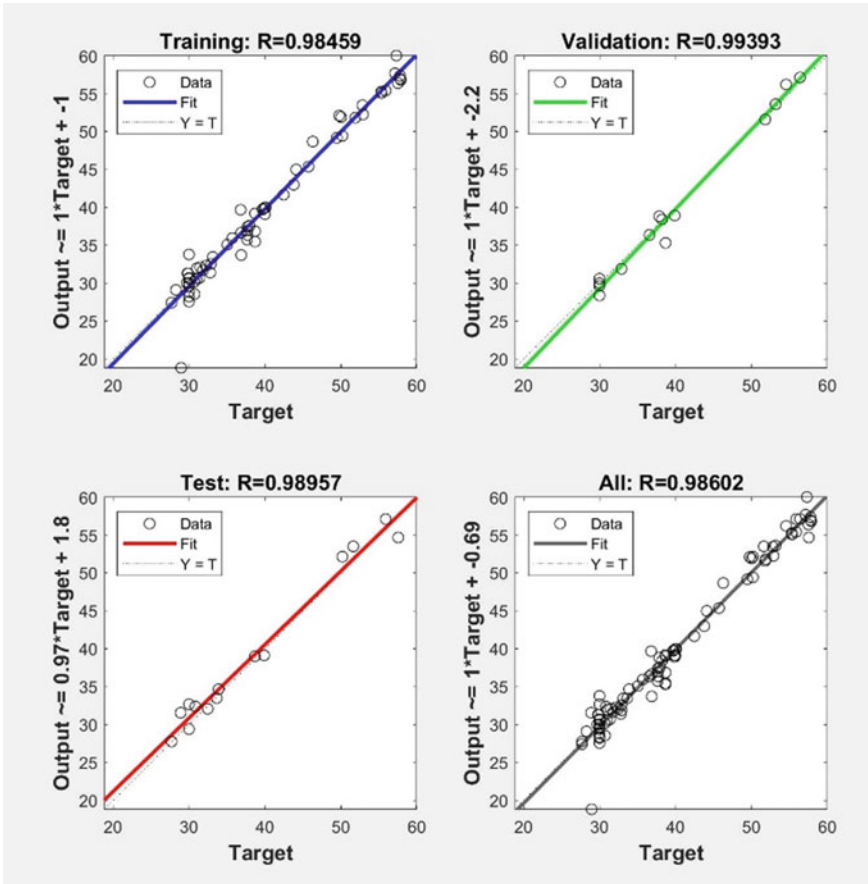 Training: R=0.98459
Output ~= 1*Target + -1
60
55
50
45
40
35
30
25
20
Data
Fit
Y = T
20 30 40 50 60
Target
Validation: R=0.99393
Output ~= 1*Target + -2.2
60
55
50
45
40
35
30
25
20
Data
Fit
Y = T
20 30 40 50 60
Target
Test: R=0.98957
Output ~= 0.97*Target + 1.8
60
55
50
45
40
35
30
25
20
Data
Fit
Y = T
20 30 40 50 60
Target
All: R=0.98602
Output ~= 1*Target + -0.69
60
55
50
45
40
35
30
25
20
Data
Fit
Y = T
20 30 40 50 60
Target